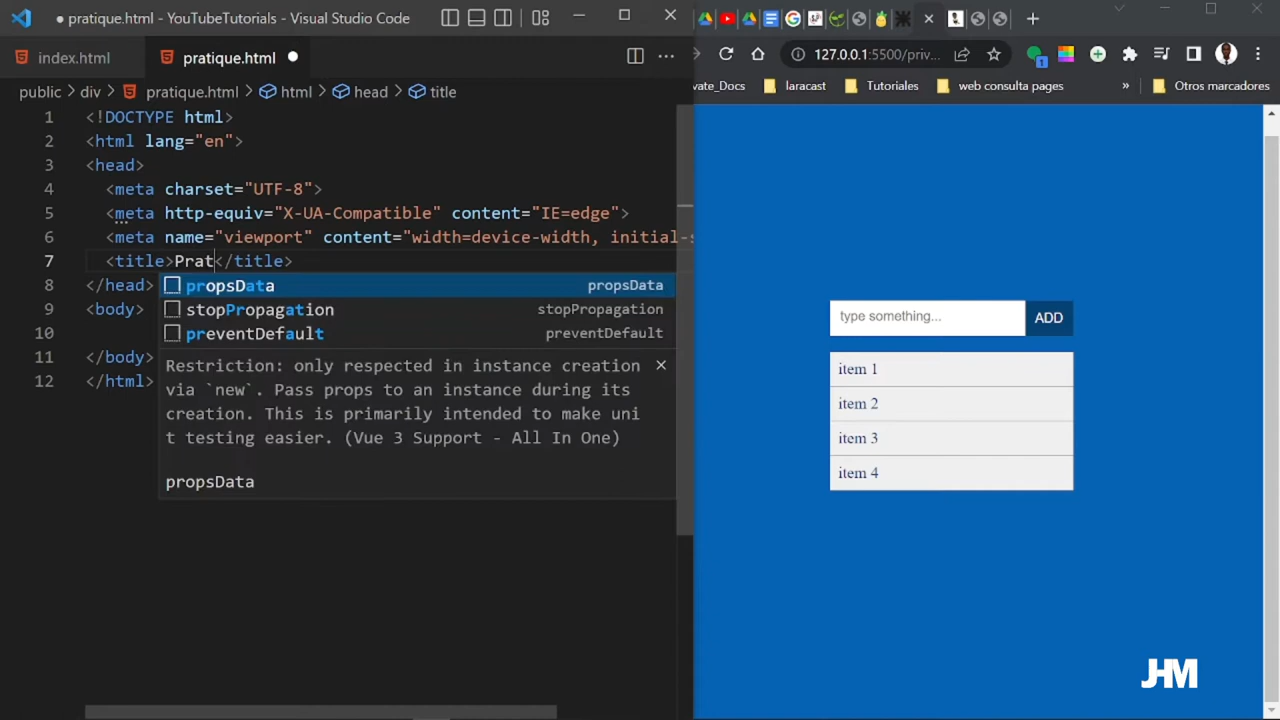 pratique.html - YouTubeTutorials - Visual Studio Code
index.html
pratique.html
public > div > pratique.html > html > head > title
1 <!DOCTYPE html>
2 <html lang="en">
3 <head>
4 <meta charset="UTF-8">
5 <meta http-equiv="X-UA-Compatible" content="IE=edge">
6 <meta name="viewport" content="width=device-width, initial-s
7 <title>Prat</title>
8 </head>
9 <body>
10
11 </body>
12 </html>
propsData propsData
stopPropagation stopPropagation
preventDefault preventDefault
Restriction: only respected in instance creation
via `new`. Pass props to an instance during its
creation. This is primarily intended to make uni
t testing easier. (Vue 3 Support - All In One)
propsData
127.0.0.1:5500/priv...
1
vate_Docs
laracast
Tutoriales
web consulta pages
»
Otros marcadores
type something...
ADD
item 1
item 2
item 3
item 4
JHM